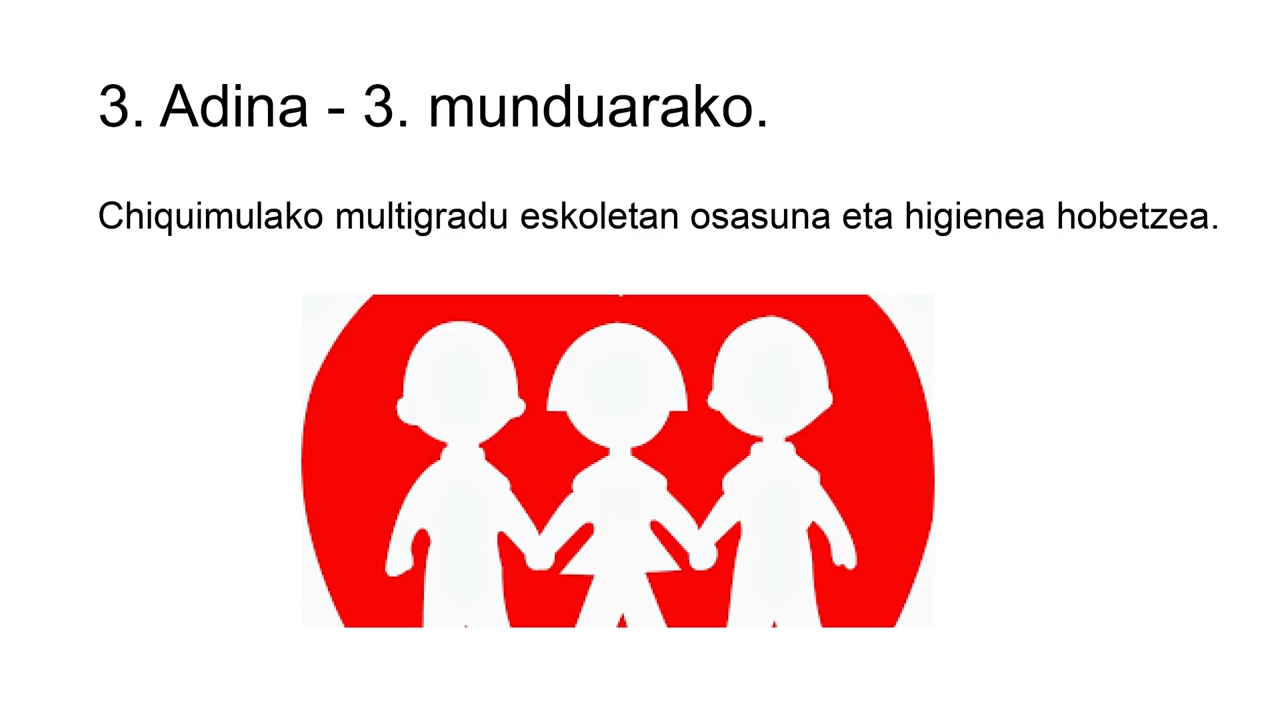 3. Adina - 3. munduarako.
Chiquimulako multigradu eskoletan osasuna eta higienea hobetzea.